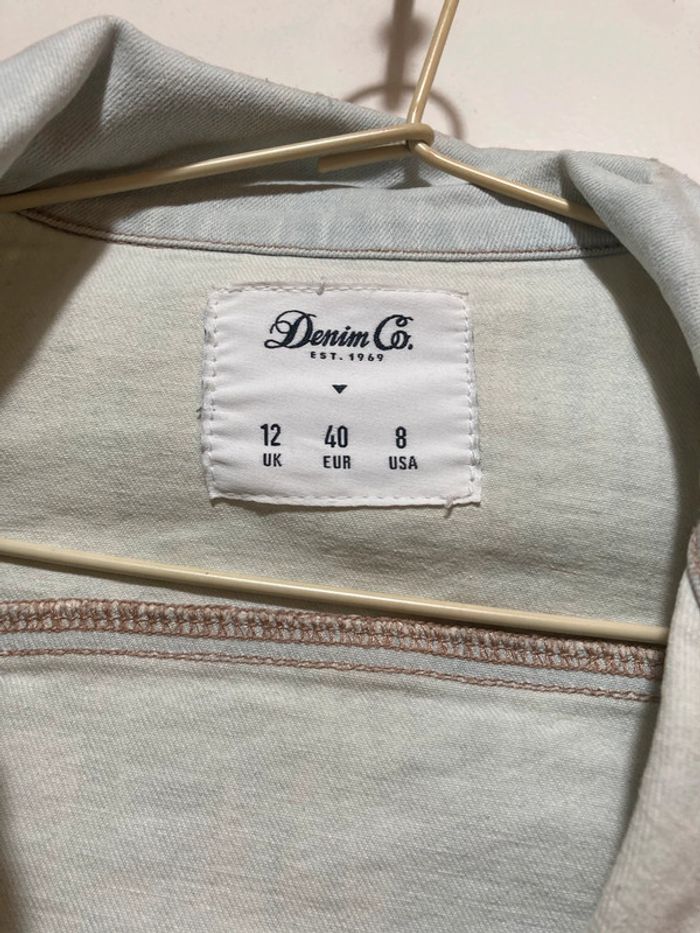 Denim Co.
EST. 1969
12 40 8
UK EUR USA